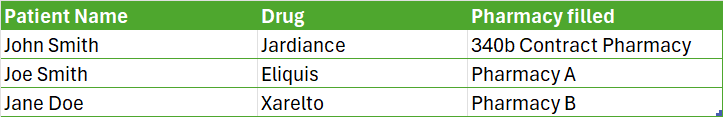 Patient Name Drug Pharmacy filled
John Smith Jardiance 340b Contract Pharmacy
Joe Smith Eliquis Pharmacy A
Jane Doe Xarelto Pharmacy B